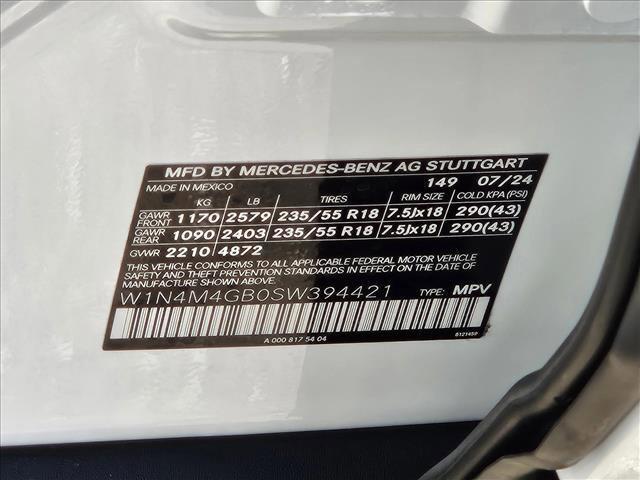 MFD BY MERCEDES-BENZ AG STUTTGART
MADE IN MEXICO 149 07/24
KG LB TIRES RIM SIZE COLD KPA (PSI)
GAWR FRONT 1170 2579 235/55 R18 7.5Jx18 290(43)
GAWR REAR 1090 2403 235/55 R18 7.5Jx18 290(43)
GVWR 2210 4872
THIS VEHICLE CONFORMS TO ALL APPLICABLE FEDERAL MOTOR VEHICLE
SAFETY AND THEFT PREVENTION STANDARDS IN EFFECT ON THE DATE
OF MANUFACTURE SHOWN ABOVE.
W1N4M4GB0SW394421 TYPE: MPV
A 000 817 54 04